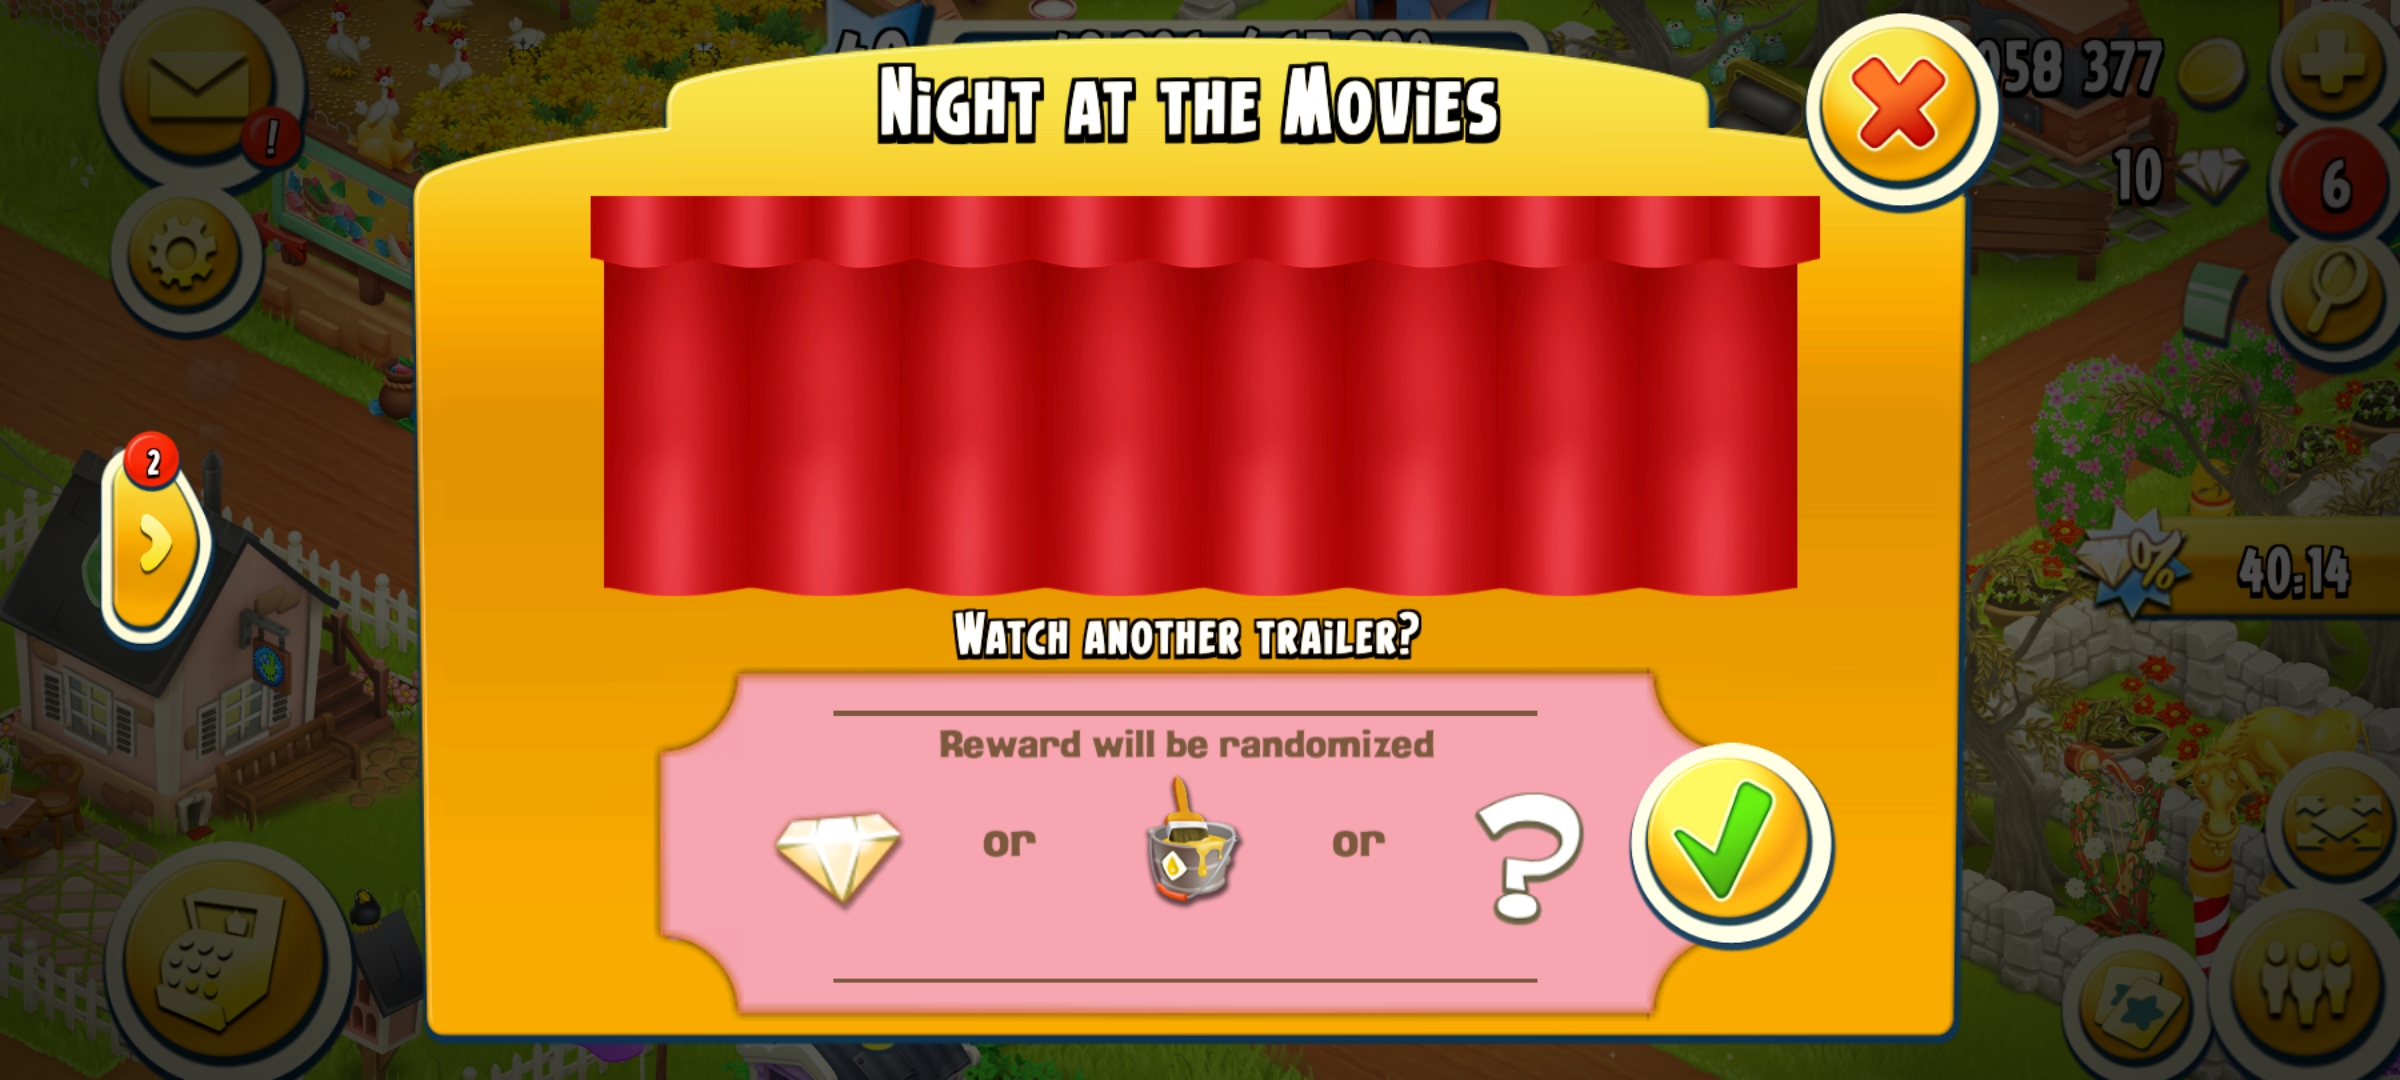 Night at the Movies
!
058 377
10
6
2
40:14
%
Watch another trailer?
Reward will be randomized
or
or
?